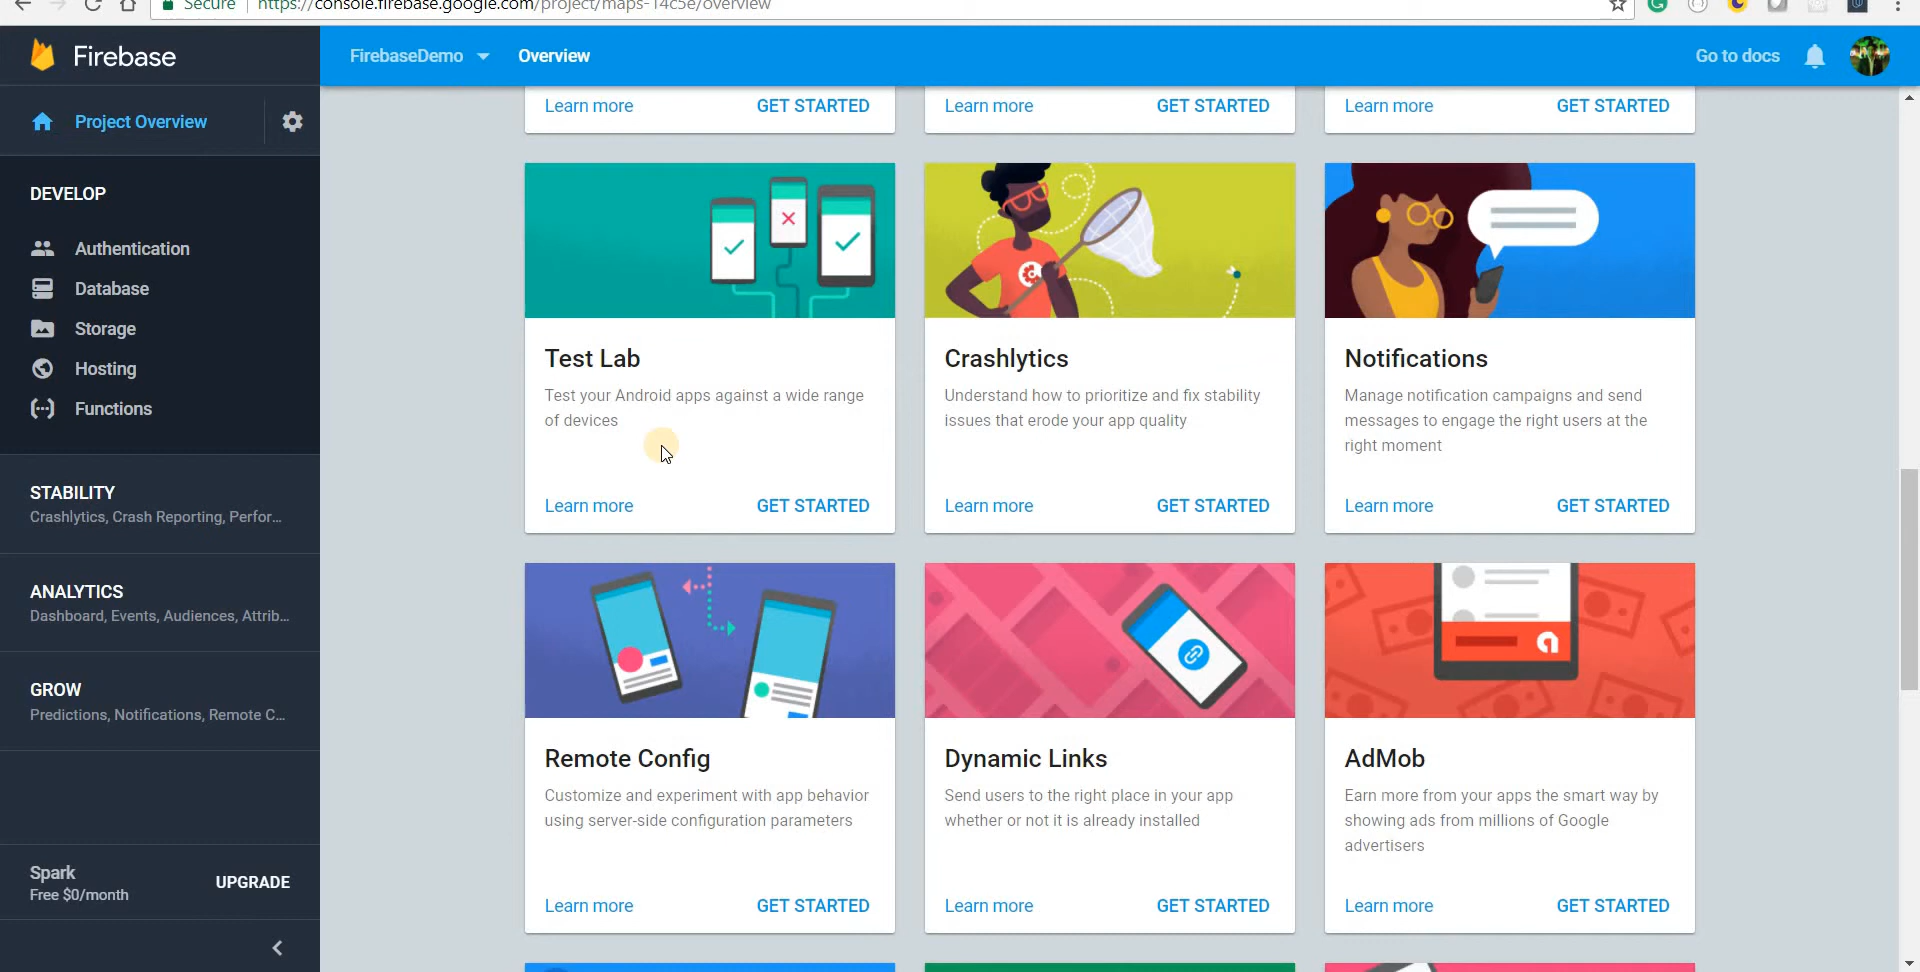 Secure
https://console.firebase.google.com/project/maps-14c5e/overview
Firebase
FirebaseDemo
Overview
Go to docs
Project Overview
DEVELOP
Authentication
Database
Storage
Hosting
Functions
STABILITY
Crashlytics, Crash Reporting, Perfor...
ANALYTICS
Dashboard, Events, Audiences, Attrib...
GROW
Predictions, Notifications, Remote C...
Spark
Free $0/month
UPGRADE
Learn more
GET STARTED
Learn more
GET STARTED
Learn more
GET STARTED
Test Lab
Test your Android apps against a wide range
of devices
Learn more
GET STARTED
Crashlytics
Understand how to prioritize and fix stability
issues that erode your app quality
Learn more
GET STARTED
Notifications
Manage notification campaigns and send
messages to engage the right users at the
right moment
Learn more
GET STARTED
Remote Config
Customize and experiment with app behavior
using server-side configuration parameters
Learn more
GET STARTED
Dynamic Links
Send users to the right place in your app
whether or not it is already installed
Learn more
GET STARTED
AdMob
Earn more from your apps the smart way by
showing ads from millions of Google
advertisers
Learn more
GET STARTED